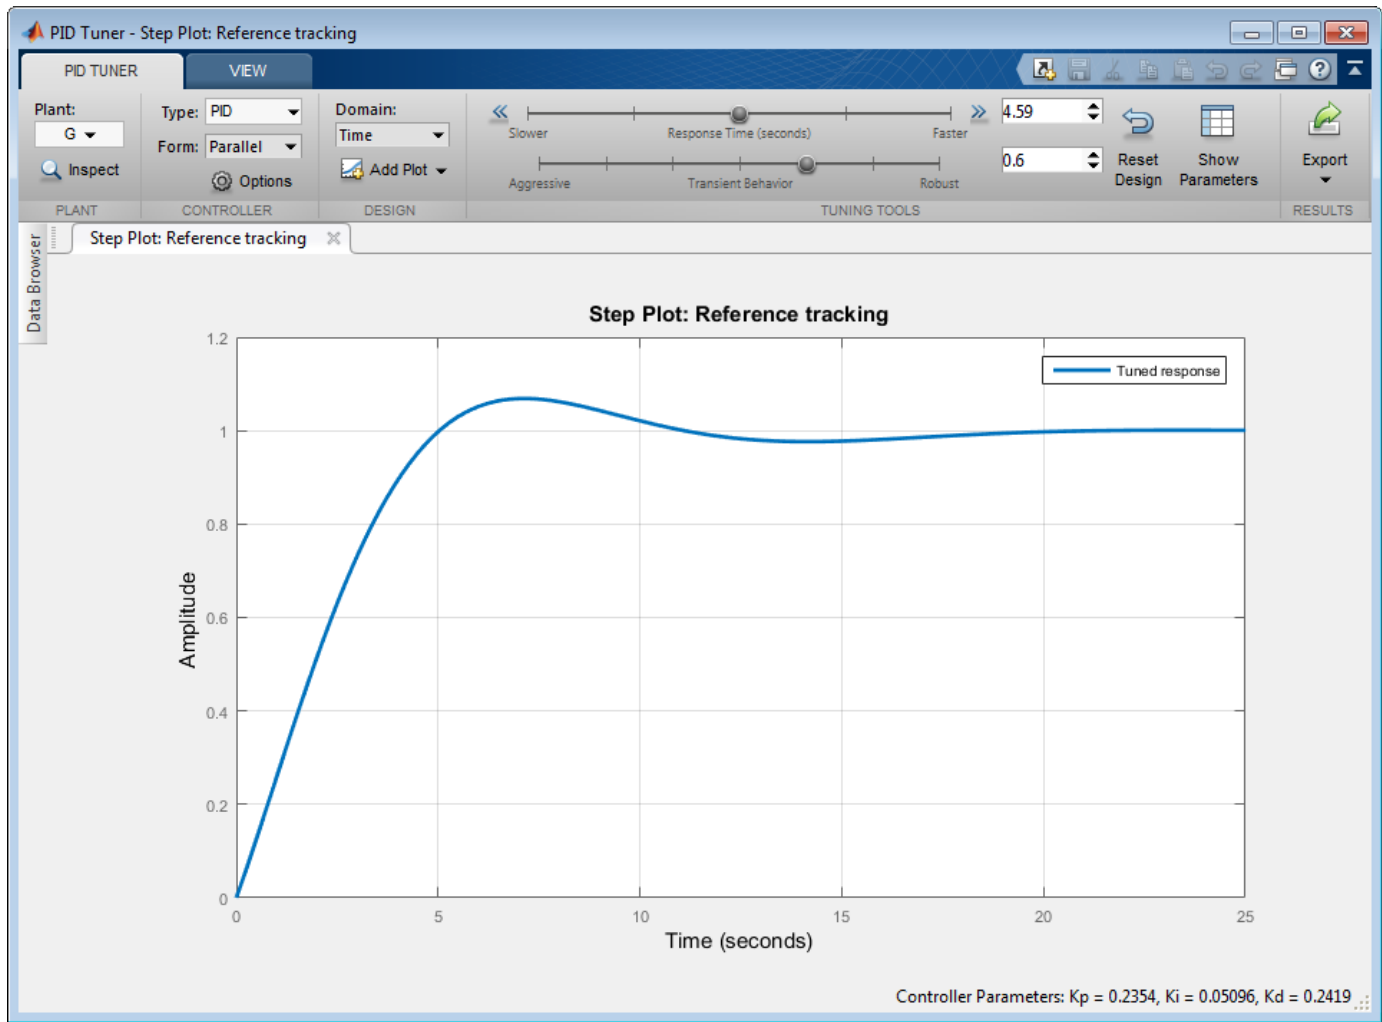 PID Tuner - Step Plot: Reference tracking
PID TUNER
VIEW
Plant:
G
Inspect
PLANT
Type: PID
Form: Parallel
Options
CONTROLLER
Domain:
Time
Add Plot
DESIGN
Slower Response Time (seconds) Faster
4.59
Aggressive Transient Behavior Robust
0.6
Reset
Design
Show
Parameters
TUNING TOOLS
Export
RESULTS
Data Browser
Step Plot: Reference tracking
Step Plot: Reference tracking
Tuned response
Amplitude
1.2
1
0.8
0.6
0.4
0.2
0
0 5 10 15 20 25
Time (seconds)
Controller Parameters: Kp = 0.2354, Ki = 0.05096, Kd = 0.2419